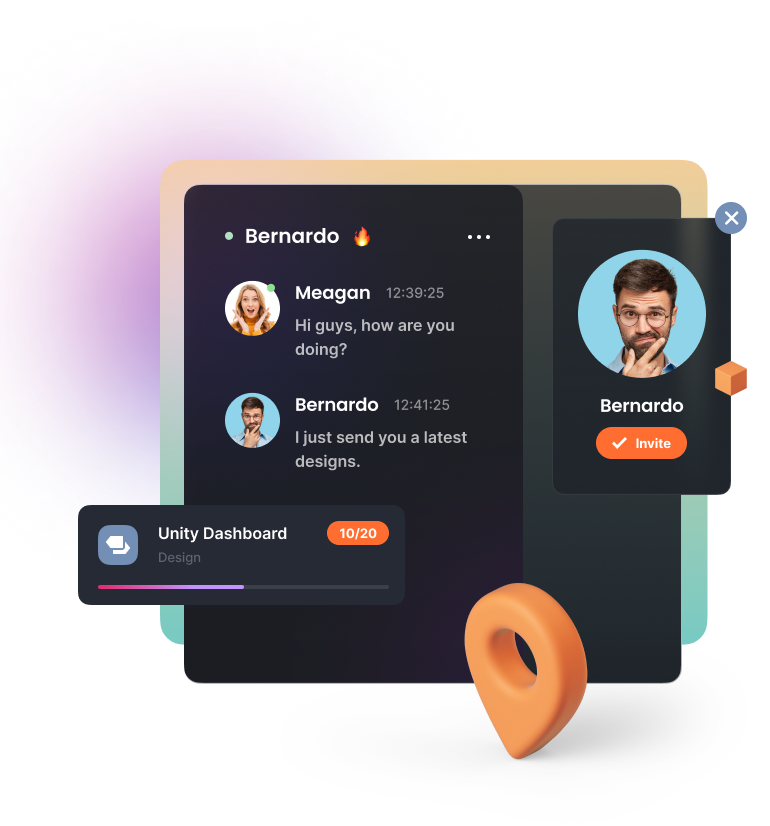 Bernardo 🔥
Meagan 12:39:25
Hi guys, how are you
doing?
Bernardo 12:41:25
I just send you a latest
designs.
Bernardo
Invite
Unity Dashboard 10/20
Design